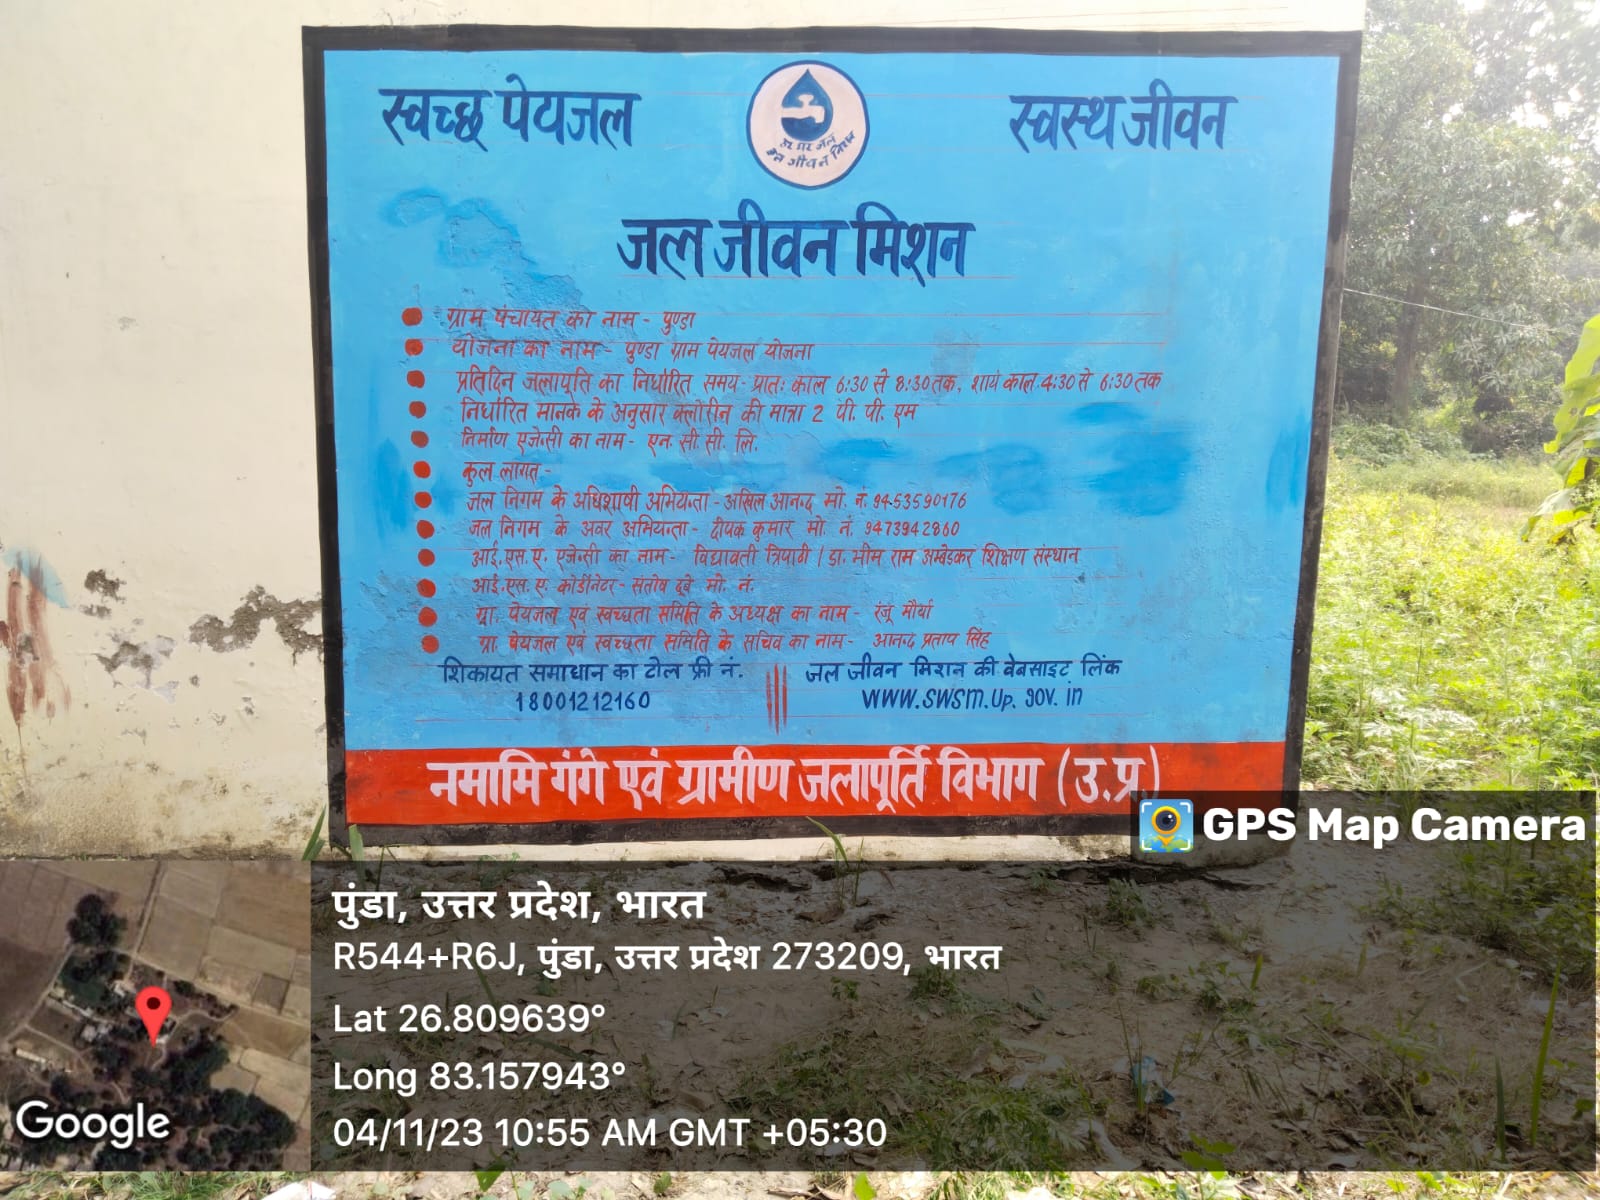 स्वच्छ पेयजल
हर घर जल
जल जीवन मिशन
स्वस्थ जीवन
जल जीवन मिशन
ग्राम पंचायत का नाम - पुण्डा
योजना का नाम - पुण्डा ग्राम पेयजल योजना
प्रतिदिन जलापूर्ति का निर्धारित समय - प्रातः काल 6:30 से 8:30 तक, शायं काल 4:30 से 6:30 तक
निर्धारित मानक के अनुसार क्लोरीन की मात्रा 2 पी. पी. एम
निर्माण एजेन्सी का नाम - एन. सी. सी. लि.
कुल लागत -
जल निगम के अधिशाषी अभियन्ता - अखिल आनन्द मो. नं. 9453590176
जल निगम के अवर अभियन्ता - दीपक कुमार मो. नं. 9473942860
आई.एस.ए. एजेन्सी का नाम - विद्यावती त्रिपाठी / डा. भीम राम अम्बेडकर शिक्षण संस्थान
आई.एस.ए. कोर्डीनेटर - संतोष दूबे मो. नं.
ग्रा. पेयजल एवं स्वच्छता समिति के अध्यक्ष का नाम - रंजू मौर्या
ग्रा. पेयजल एवं स्वच्छता समिति के सचिव का नाम - आनन्द प्रताप सिंह
शिकायत समाधान का टोल फ्री नं.
18001212160
जल जीवन मिशन की वेबसाइट लिंक
www.swsm.up.gov.in
नमामि गंगे एवं ग्रामीण जलापूर्ति विभाग (उ.प्र.)
GPS Map Camera
पुंडा, उत्तर प्रदेश, भारत
R544+R6J, पुंडा, उत्तर प्रदेश 273209, भारत
Lat 26.809639°
Long 83.157943°
04/11/23 10:55 AM GMT +05:30
Google